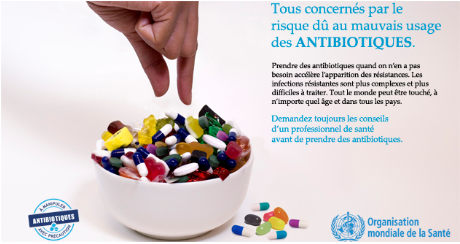 Tous concernés par le
risque dû au mauvais usage
des ANTIBIOTIQUES.
Prendre des antibiotiques quand on n'en a pas
besoin accélère l'apparition des résistances. Les
infections résistantes sont plus complexes et plus
difficiles à traiter. Tout le monde peut être touché, à
n'importe quel âge et dans tous les pays.
Demandez toujours les conseils
d'un professionnel de santé
avant de prendre des antibiotiques.
À MANIPULER
ANTIBIOTIQUES
AVEC PRÉCAUTION
Organisation
mondiale de la Santé